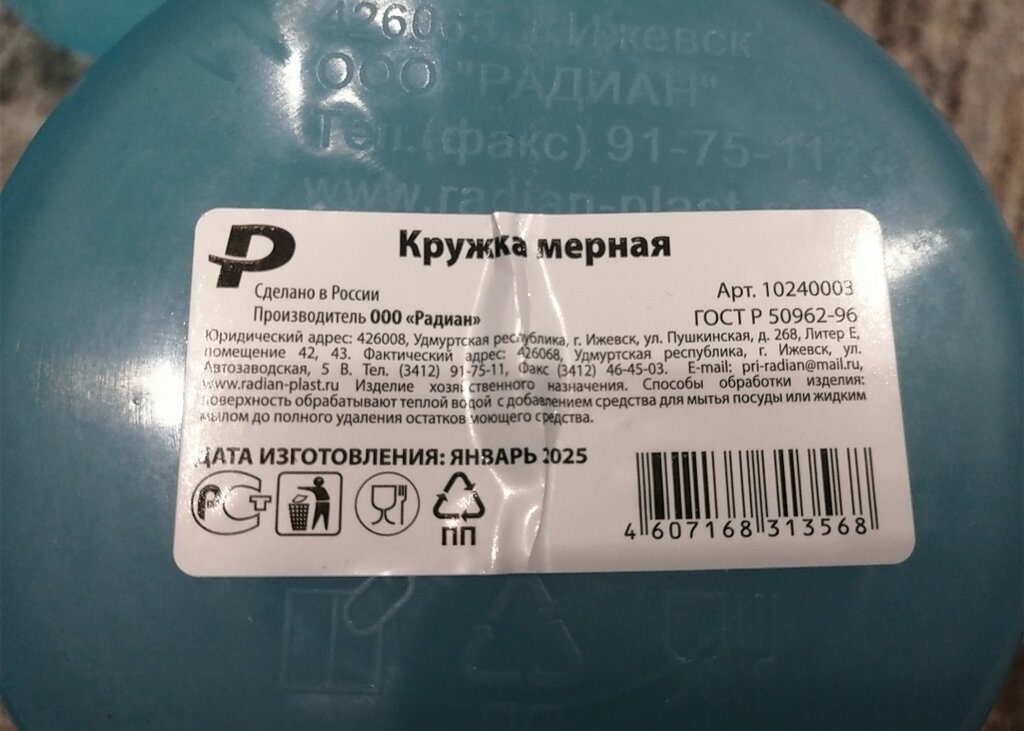 426065 г. Ижевск
ООО "РАДИАН"
Тел.(факс) 91-75-11
www.radian-plast
Кружка мерная
Сделано в России
Арт. 10240003
Производитель ООО «Радиан»
ГОСТ Р 50962-96
Юридический адрес: 426008, Удмуртская республика, г. Ижевск, ул. Пушкинская, д. 268, Литер Е,
помещение 42, 43. Фактический адрес: 426068, Удмуртская республика, г. Ижевск, ул.
Автозаводская, 5 В. Тел. (3412) 91-75-11, Факс (3412) 46-45-03. E-mail: pri-radian@mail.ru,
www.radian-plast.ru Изделие хозяйственного назначения. Способы обработки изделия:
поверхность обрабатывают теплой водой с добавлением средства для мытья посуды или жидким
мылом до полного удаления остатков моющего средства.
ДАТА ИЗГОТОВЛЕНИЯ: ЯНВАРЬ 2025
РСТ
ПП
4 607168 313568